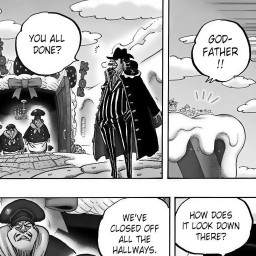 YOU ALL
DONE?
GOD-
FATHER
!!
WE'VE
CLOSED OFF
ALL THE
HALLWAYS.
HOW DOES
IT LOOK DOWN
THERE?